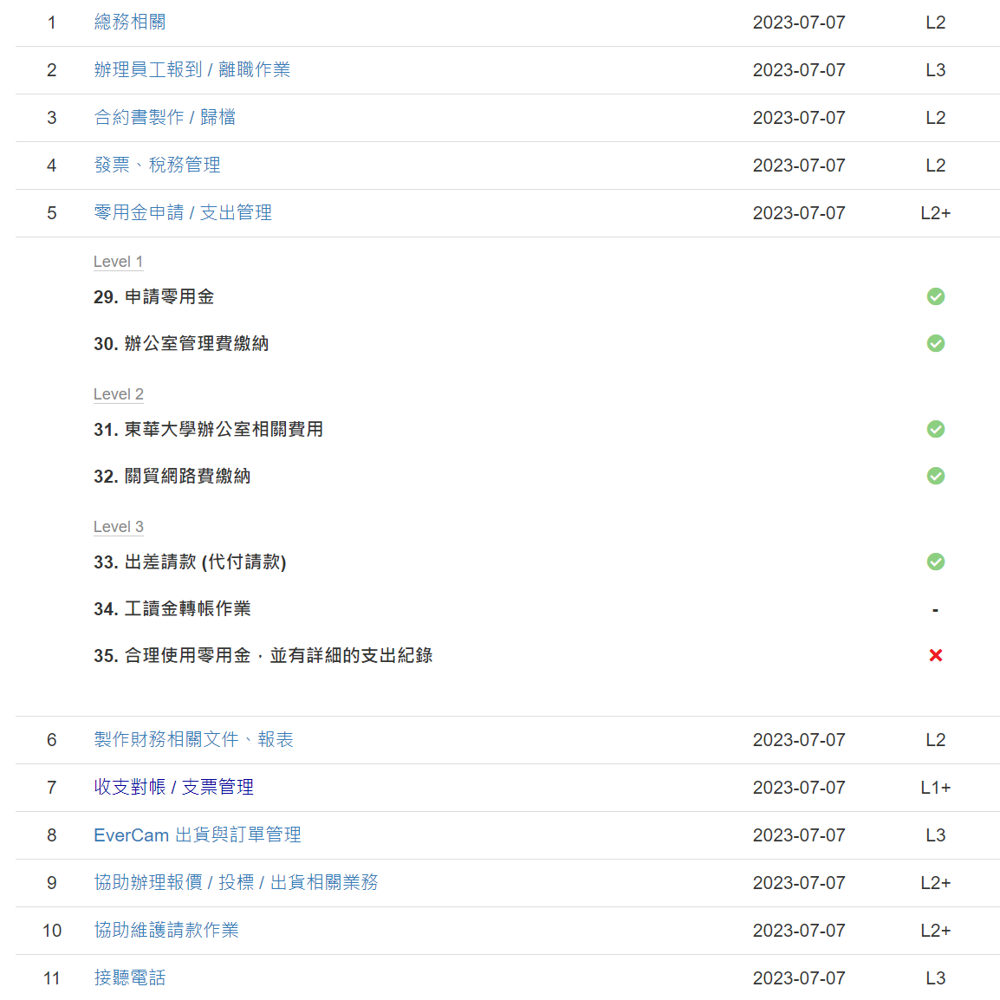 1 總務相關 2023-07-07 L2
2 辦理員工報到 / 離職作業 2023-07-07 L3
3 合約書製作 / 歸檔 2023-07-07 L2
4 發票、稅務管理 2023-07-07 L2
5 零用金申請 / 支出管理 2023-07-07 L2+
Level 1
29. 申請零用金
30. 辦公室管理費繳納
Level 2
31. 東華大學辦公室相關費用
32. 關貿網路費繳納
Level 3
33. 出差請款 (代付請款)
34. 工讀金轉帳作業 -
35. 合理使用零用金，並有詳細的支出紀錄
6 製作財務相關文件、報表 2023-07-07 L2
7 收支對帳 / 支票管理 2023-07-07 L1+
8 EverCam 出貨與訂單管理 2023-07-07 L3
9 協助辦理報價 / 投標 / 出貨相關業務 2023-07-07 L2+
10 協助維護請款作業 2023-07-07 L2+
11 接聽電話 2023-07-07 L3